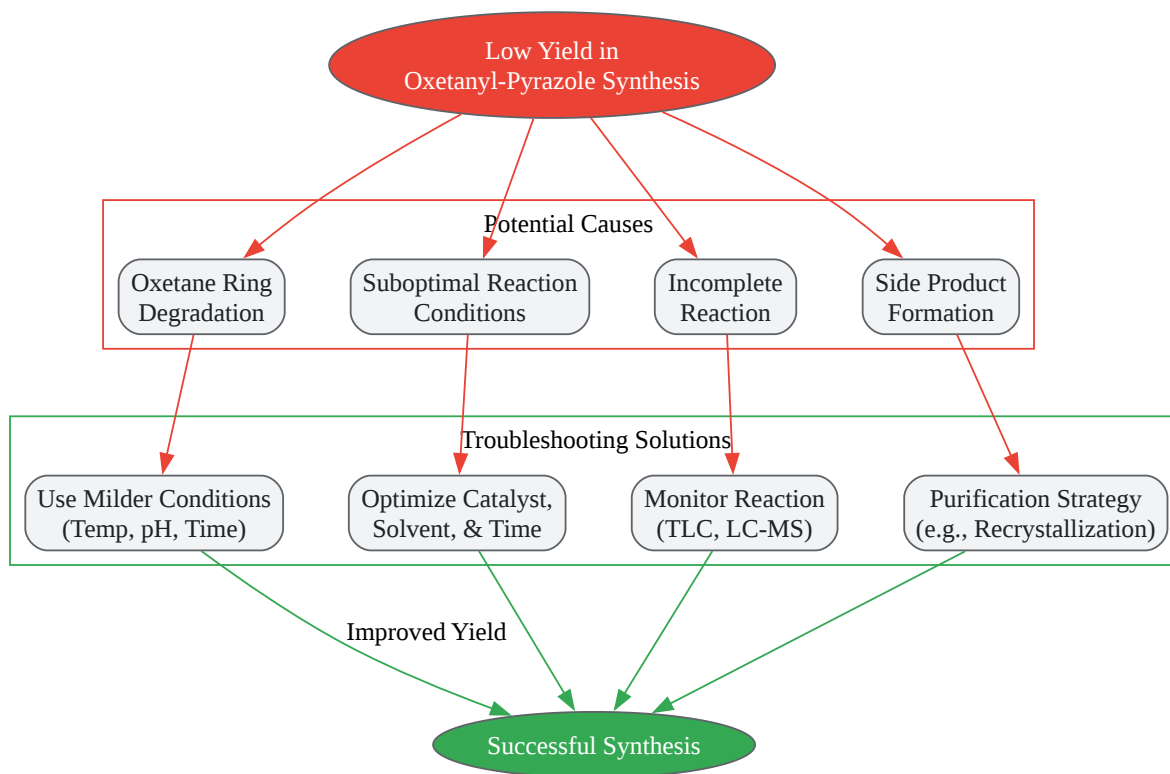 Low Yield in
Oxetanyl-Pyrazole Synthesis
Potential Causes
Oxetane Ring
Degradation
Suboptimal Reaction
Conditions
Incomplete
Reaction
Side Product
Formation
Troubleshooting Solutions
Use Milder Conditions
(Temp, pH, Time)
Optimize Catalyst,
Solvent, & Time
Monitor Reaction
(TLC, LC-MS)
Purification Strategy
(e.g., Recrystallization)
Improved Yield
Successful Synthesis